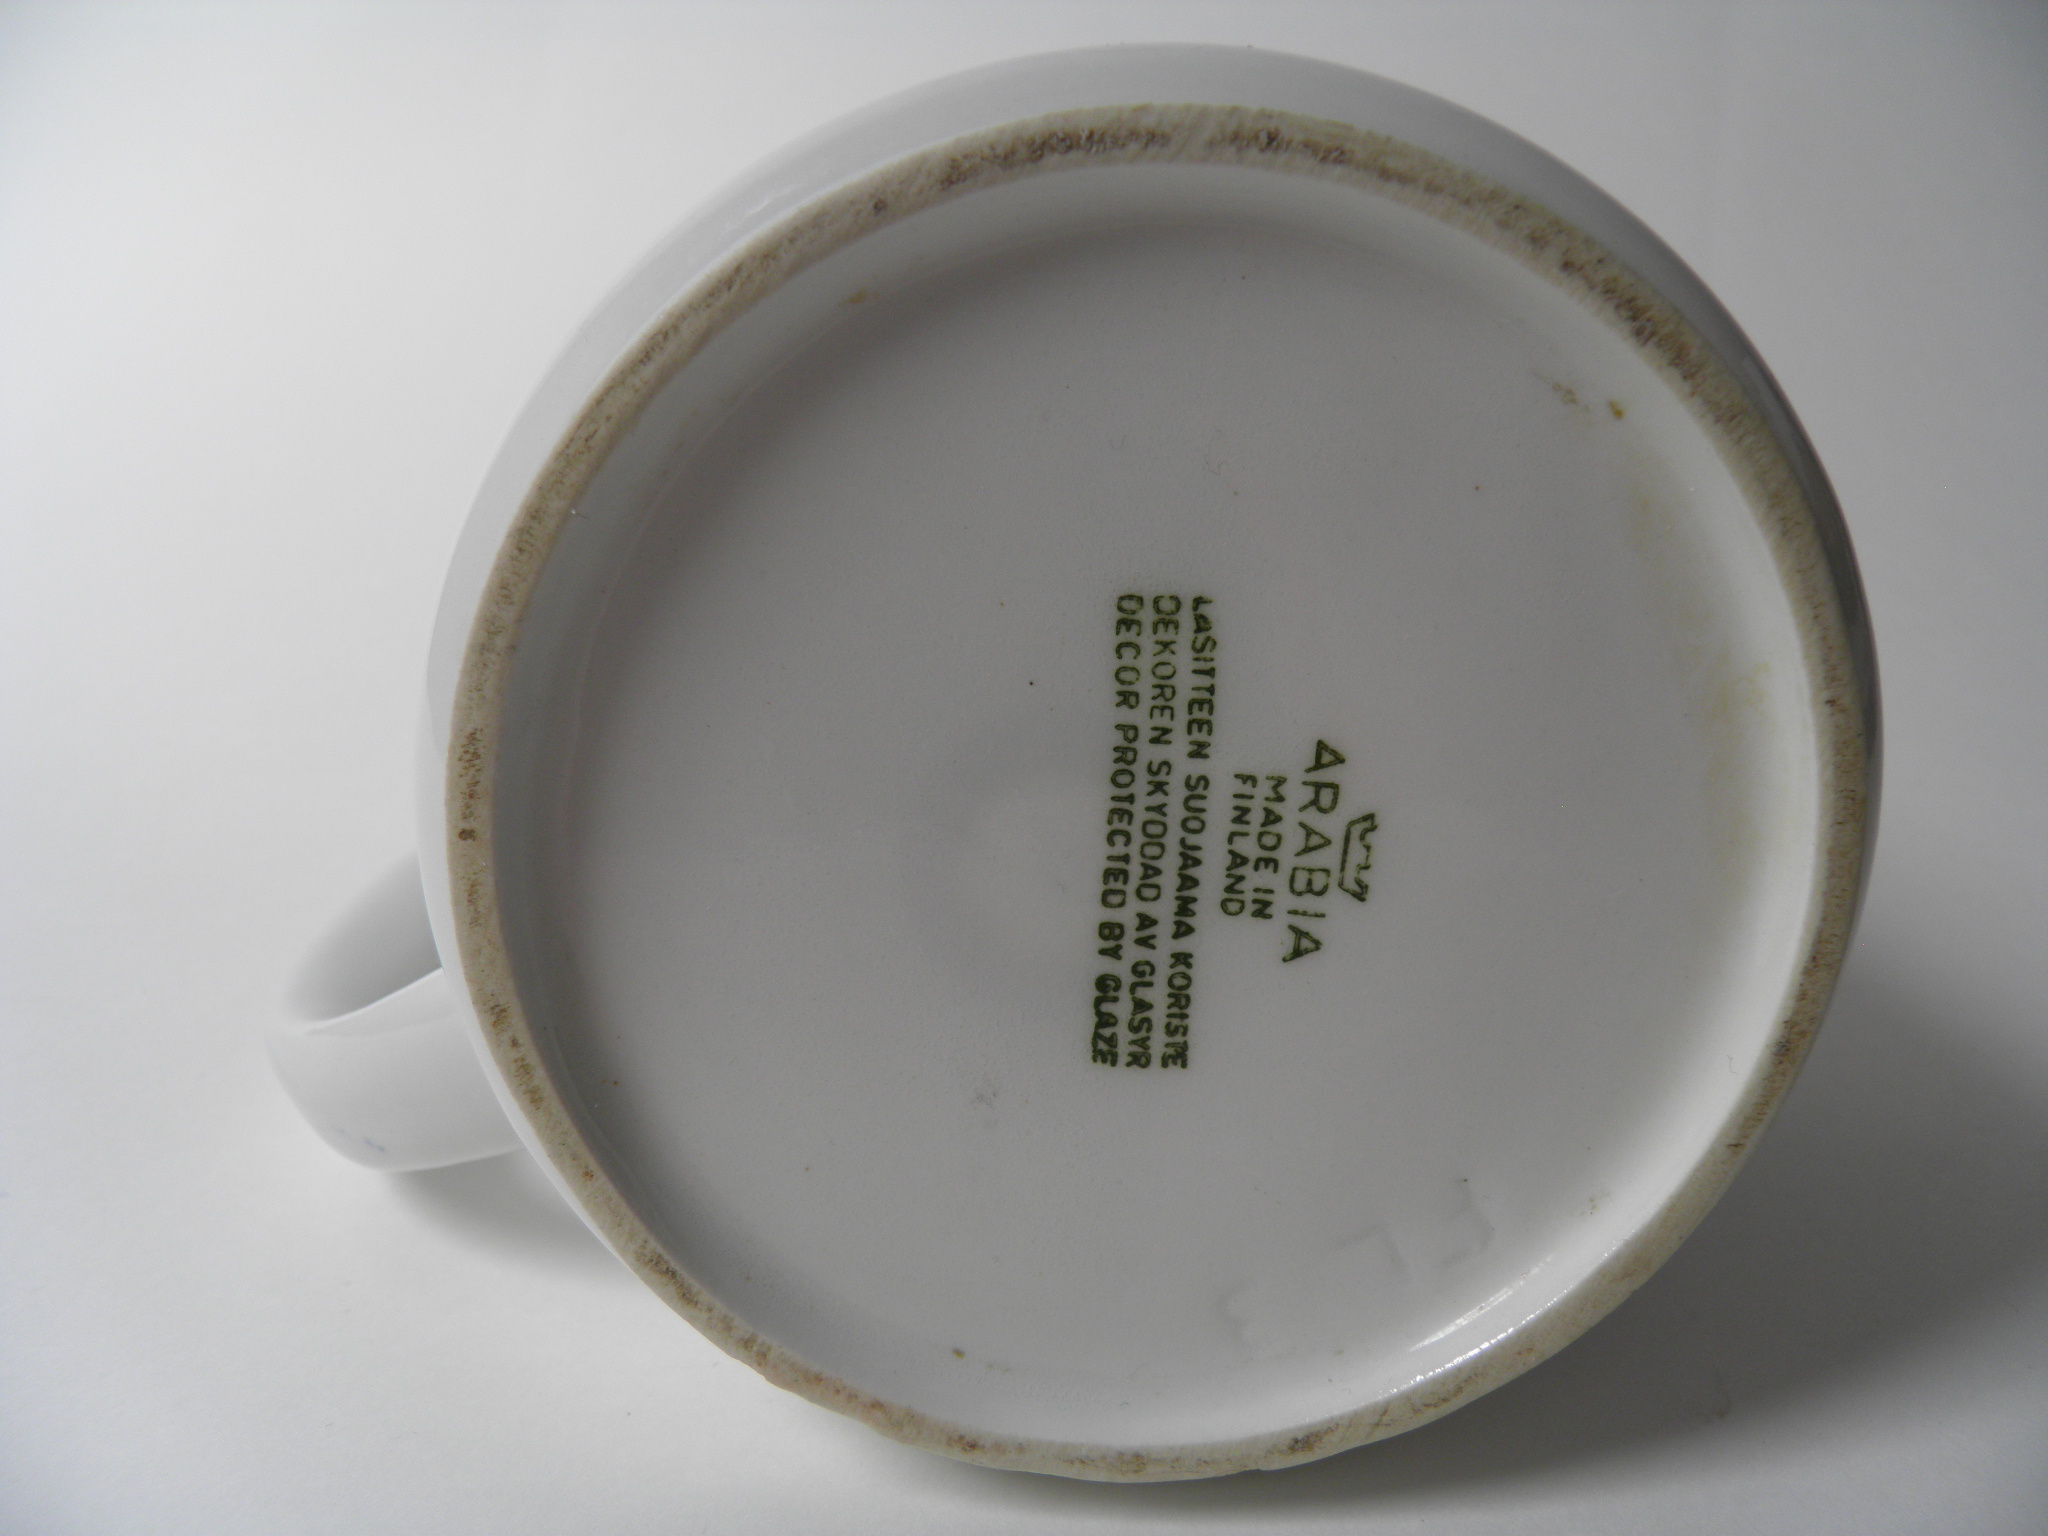 ARABIA
MADE IN
FINLAND
LASITTEEN SUOJAAMA KORISTE
DEKOREN SKYDDAD AV GLASYR
DECOR PROTECTED BY GLAZE